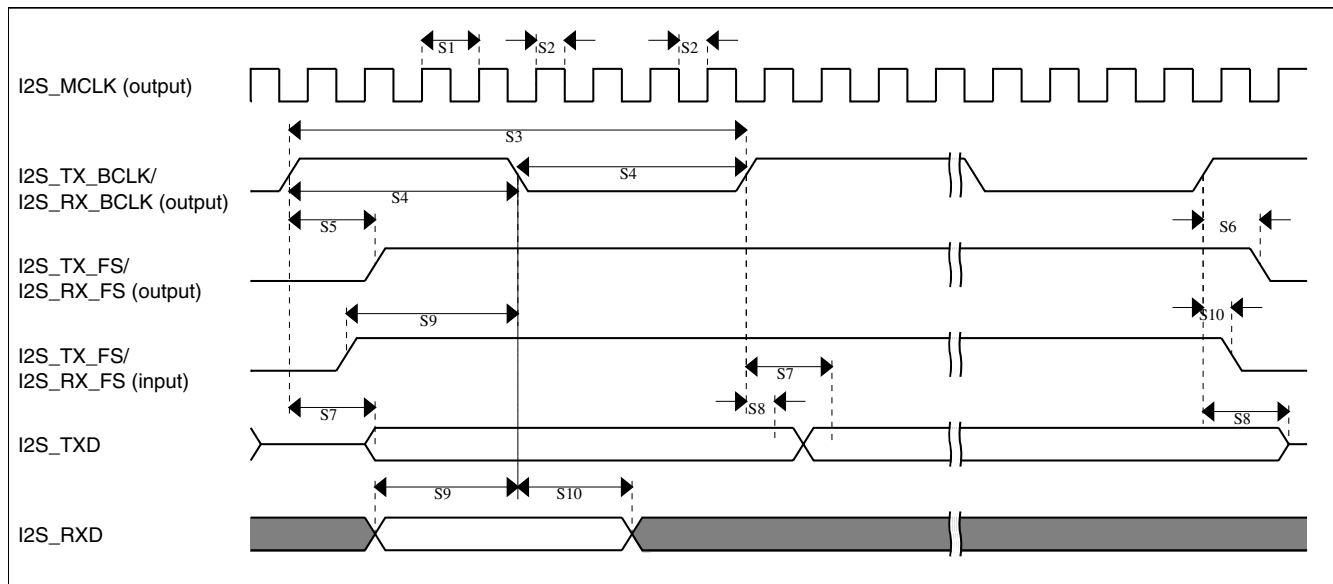 S1
S2
S2
I2S_MCLK (output)
S3
I2S_TX_BCLK/
I2S_RX_BCLK (output)
S4
S4
S5
S6
I2S_TX_FS/
I2S_RX_FS (output)
S9
S10
I2S_TX_FS/
I2S_RX_FS (input)
S7
S7
S8
S8
I2S_TXD
S9
S10
I2S_RXD